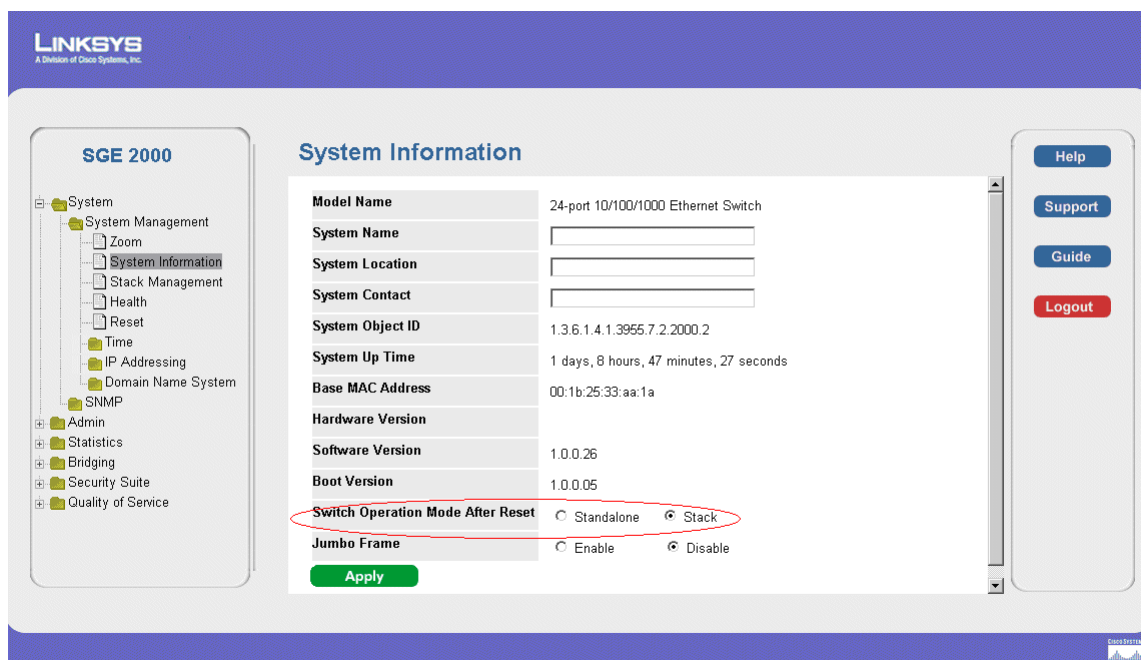 LINKSYS
A Division of Cisco Systems, Inc.
SGE 2000
System
System Management
Zoom
System Information
Stack Management
Health
Reset
Time
IP Addressing
Domain Name System
SNMP
Admin
Statistics
Bridging
Security Suite
Quality of Service
System Information
Model Name 24-port 10/100/1000 Ethernet Switch
System Name
System Location
System Contact
System Object ID 1.3.6.1.4.1.3955.7.2.2000.2
System Up Time 1 days, 8 hours, 47 minutes, 27 seconds
Base MAC Address 00:1b:25:33:aa:1a
Hardware Version
Software Version 1.0.0.26
Boot Version 1.0.0.05
Switch Operation Mode After Reset Standalone Stack
Jumbo Frame Enable Disable
Apply
Help
Support
Guide
Logout